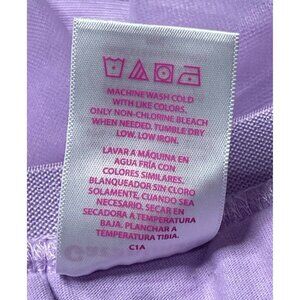 MACHINE WASH COLD
WITH LIKE COLORS.
ONLY NON-CHLORINE BLEACH
WHEN NEEDED. TUMBLE DRY
LOW. LOW IRON.
LAVAR A MÁQUINA EN
AGUA FRÍA CON
COLORES SIMILARES.
BLANQUEADOR SIN CLORO
SOLAMENTE, CUANDO SEA
NECESARIO. SECAR EN
SECADORA A TEMPERATURA
BAJA. PLANCHAR A
TEMPERATURA TIBIA.
C1A